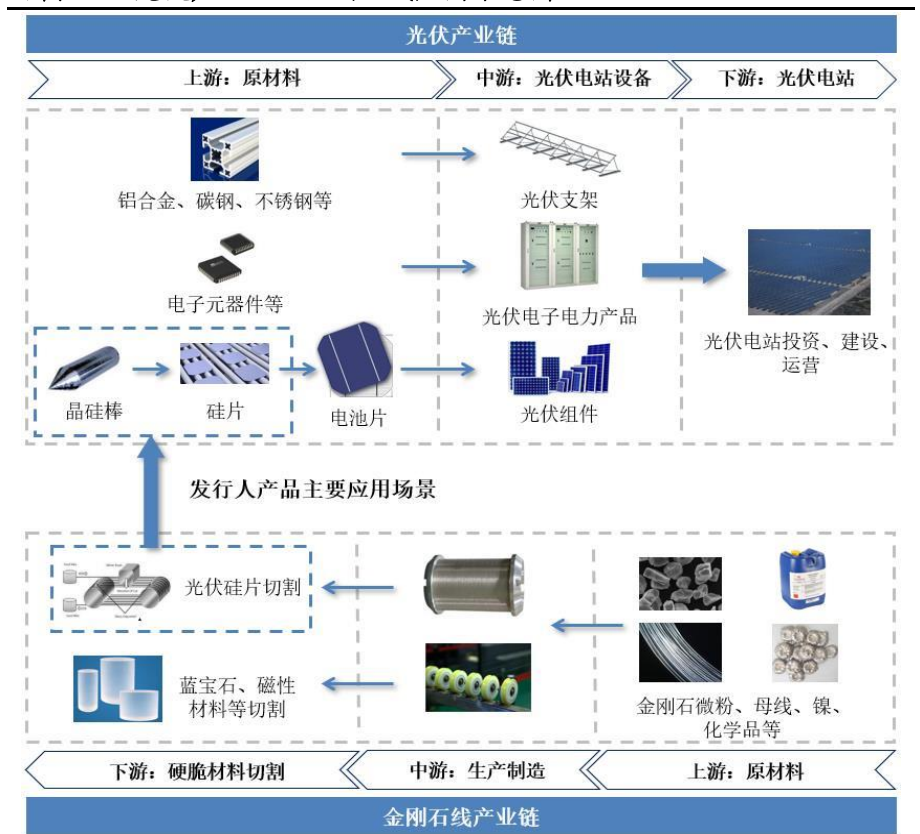 光伏产业链
上游：原材料
中游：光伏电站设备
下游：光伏电站
铝合金、碳钢、不锈钢等
光伏支架
电子元器件等
光伏电子电力产品
光伏电站投资、建设、
运营
晶硅棒
硅片
电池片
光伏组件
发行人产品主要应用场景
光伏硅片切割
蓝宝石、磁性
材料等切割
金刚石微粉、母线、镍、
化学品等
下游：硬脆材料切割
中游：生产制造
上游：原材料
金刚石线产业链